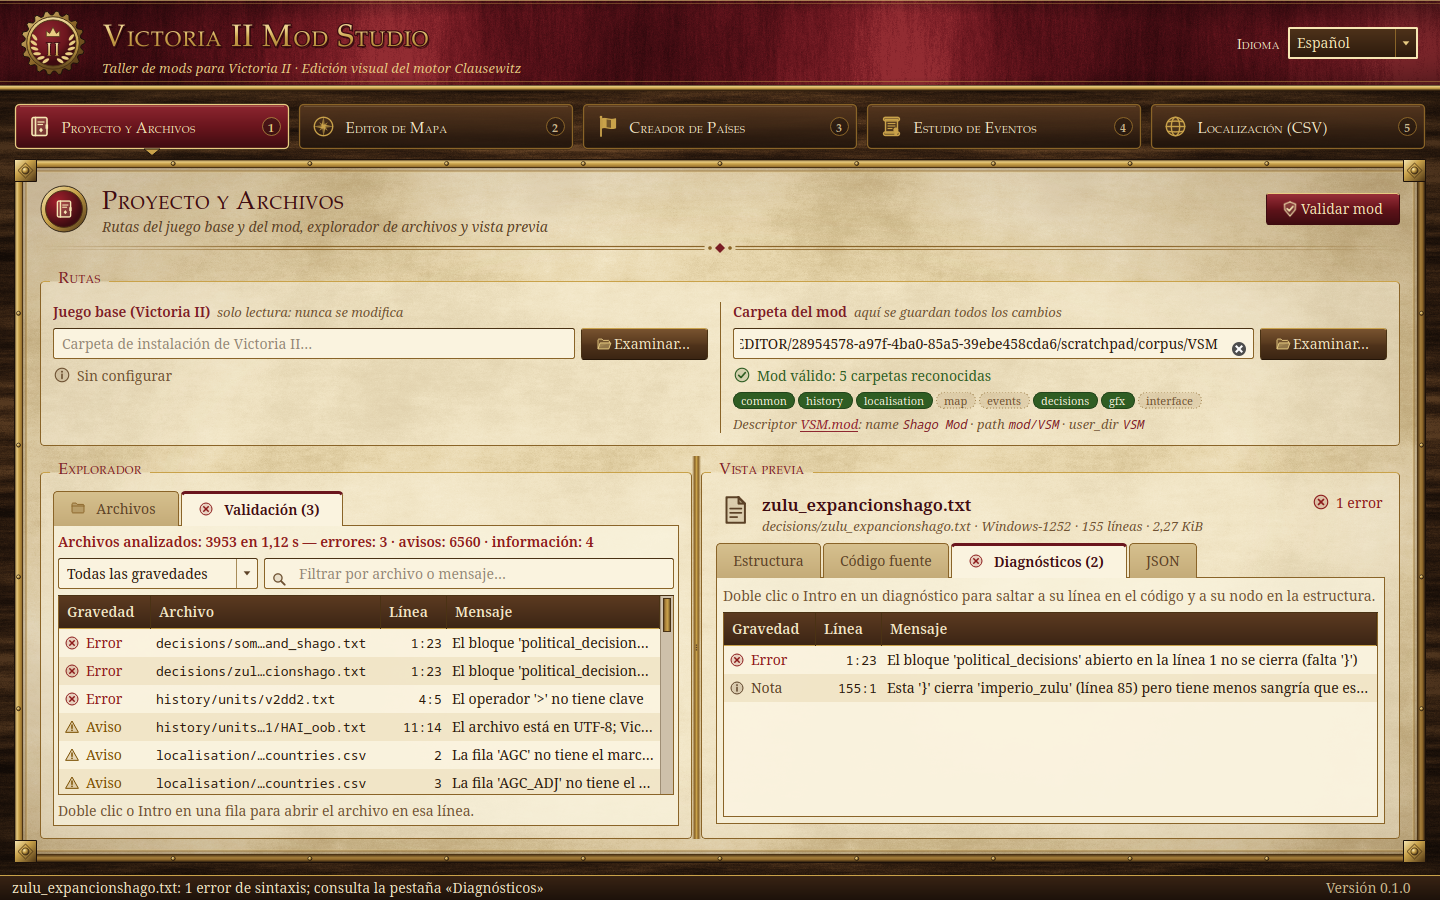 Victoria II Mod Studio
Taller de mods para Victoria II · Edición visual del motor Clausewitz
Idioma
Español
II
Proyecto y Archivos 1
Editor de Mapa 2
Creador de Países 3
Estudio de Eventos 4
Localización (CSV) 5
Proyecto y Archivos
Rutas del juego base y del mod, explorador de archivos y vista previa
Validar mod
Rutas
Juego base (Victoria II) solo lectura: nunca se modifica
Carpeta de instalación de Victoria II...
Examinar...
Sin configurar
Carpeta del mod aquí se guardan todos los cambios
EDITOR/28954578-a97f-4ba0-85a5-39ebe458cda6/scratchpad/corpus/VSM
Examinar...
Mod válido: 5 carpetas reconocidas
common history localisation map events decisions gfx interface
Descriptor VSM.mod: name Shago Mod · path mod/VSM · user_dir VSM
Explorador
Archivos
Validación (3)
Archivos analizados: 3953 en 1,12 s — errores: 3 · avisos: 6560 · información: 4
Todas las gravedades
Filtrar por archivo o mensaje...
Gravedad Archivo Línea Mensaje
Error decisions/som…and_shago.txt 1:23 El bloque 'political_decision…
Error decisions/zul…cionshago.txt 1:23 El bloque 'political_decision…
Error history/units/v2dd2.txt 4:5 El operador '>' no tiene clave
Aviso history/units…1/HAI_oob.txt 11:14 El archivo está en UTF-8; Vic…
Aviso localisation/…countries.csv 2 La fila 'AGC' no tiene el marc…
Aviso localisation/…countries.csv 3 La fila 'AGC_ADJ' no tiene el …
Doble clic o Intro en una fila para abrir el archivo en esa línea.
Vista previa
zulu_expancionshago.txt
decisions/zulu_expancionshago.txt · Windows-1252 · 155 líneas · 2,27 KiB
1 error
Estructura
Código fuente
Diagnósticos (2)
JSON
Doble clic o Intro en un diagnóstico para saltar a su línea en el código y a su nodo en la estructura.
Gravedad Línea Mensaje
Error 1:23 El bloque 'political_decisions' abierto en la línea 1 no se cierra (falta '}')
Nota 155:1 Esta '}' cierra 'imperio_zulu' (línea 85) pero tiene menos sangría que es…
zulu_expancionshago.txt: 1 error de sintaxis; consulta la pestaña «Diagnósticos»
Versión 0.1.0